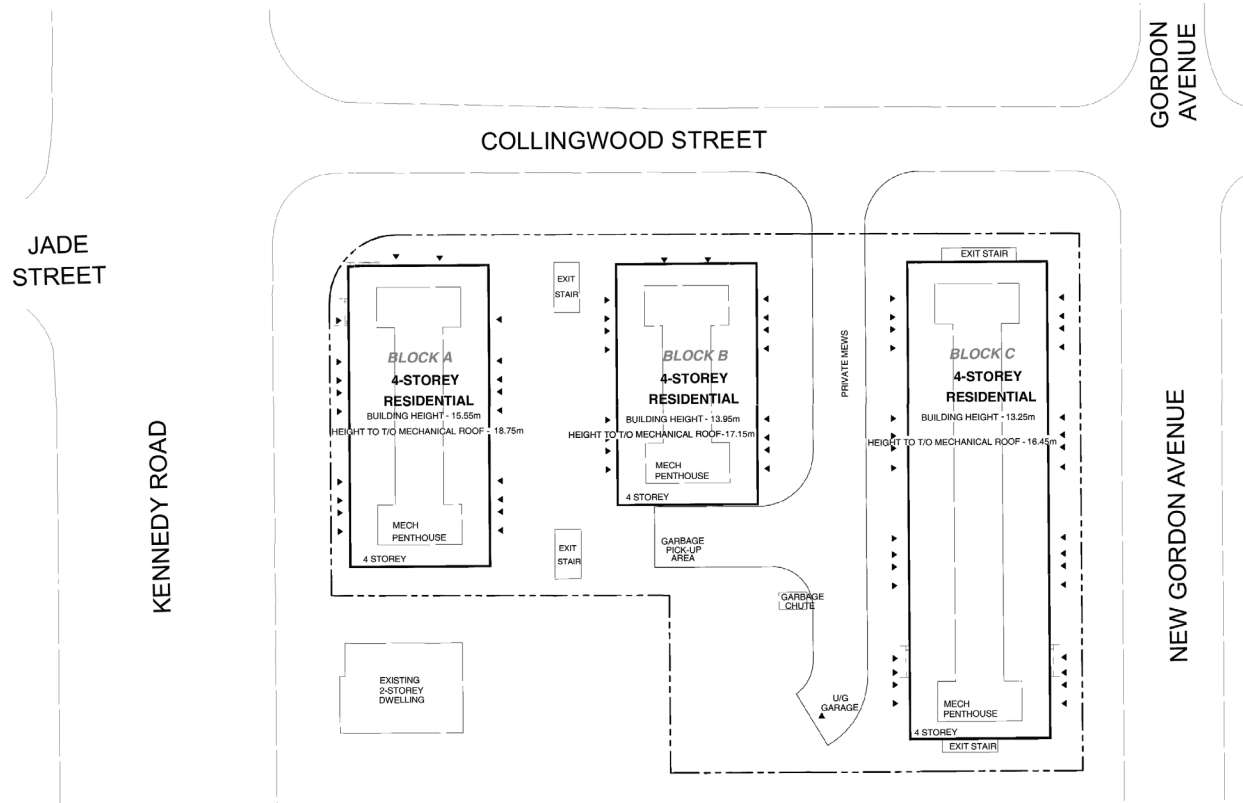 GORDON
AVENUE
COLLINGWOOD STREET
JADE
STREET
KENNEDY ROAD
NEW GORDON AVENUE
PRIVATE MEWS
EXIT
STAIR
EXIT STAIR
BLOCK A
4-STOREY
RESIDENTIAL
BUILDING HEIGHT - 15.55m
HEIGHT TO T/O MECHANICAL ROOF - 18.75m
MECH
PENTHOUSE
4 STOREY
BLOCK B
4-STOREY
RESIDENTIAL
BUILDING HEIGHT - 13.95m
HEIGHT TO T/O MECHANICAL ROOF-17.15m
MECH
PENTHOUSE
4 STOREY
BLOCK C
4-STOREY
RESIDENTIAL
BUILDING HEIGHT - 13.25m
HEIGHT TO T/O MECHANICAL ROOF - 16.45m
MECH
PENTHOUSE
4 STOREY
EXIT STAIR
EXIT
STAIR
GARBAGE
PICK-UP
AREA
GARBAGE
CHUTE
U/G
GARAGE
EXISTING
2-STOREY
DWELLING